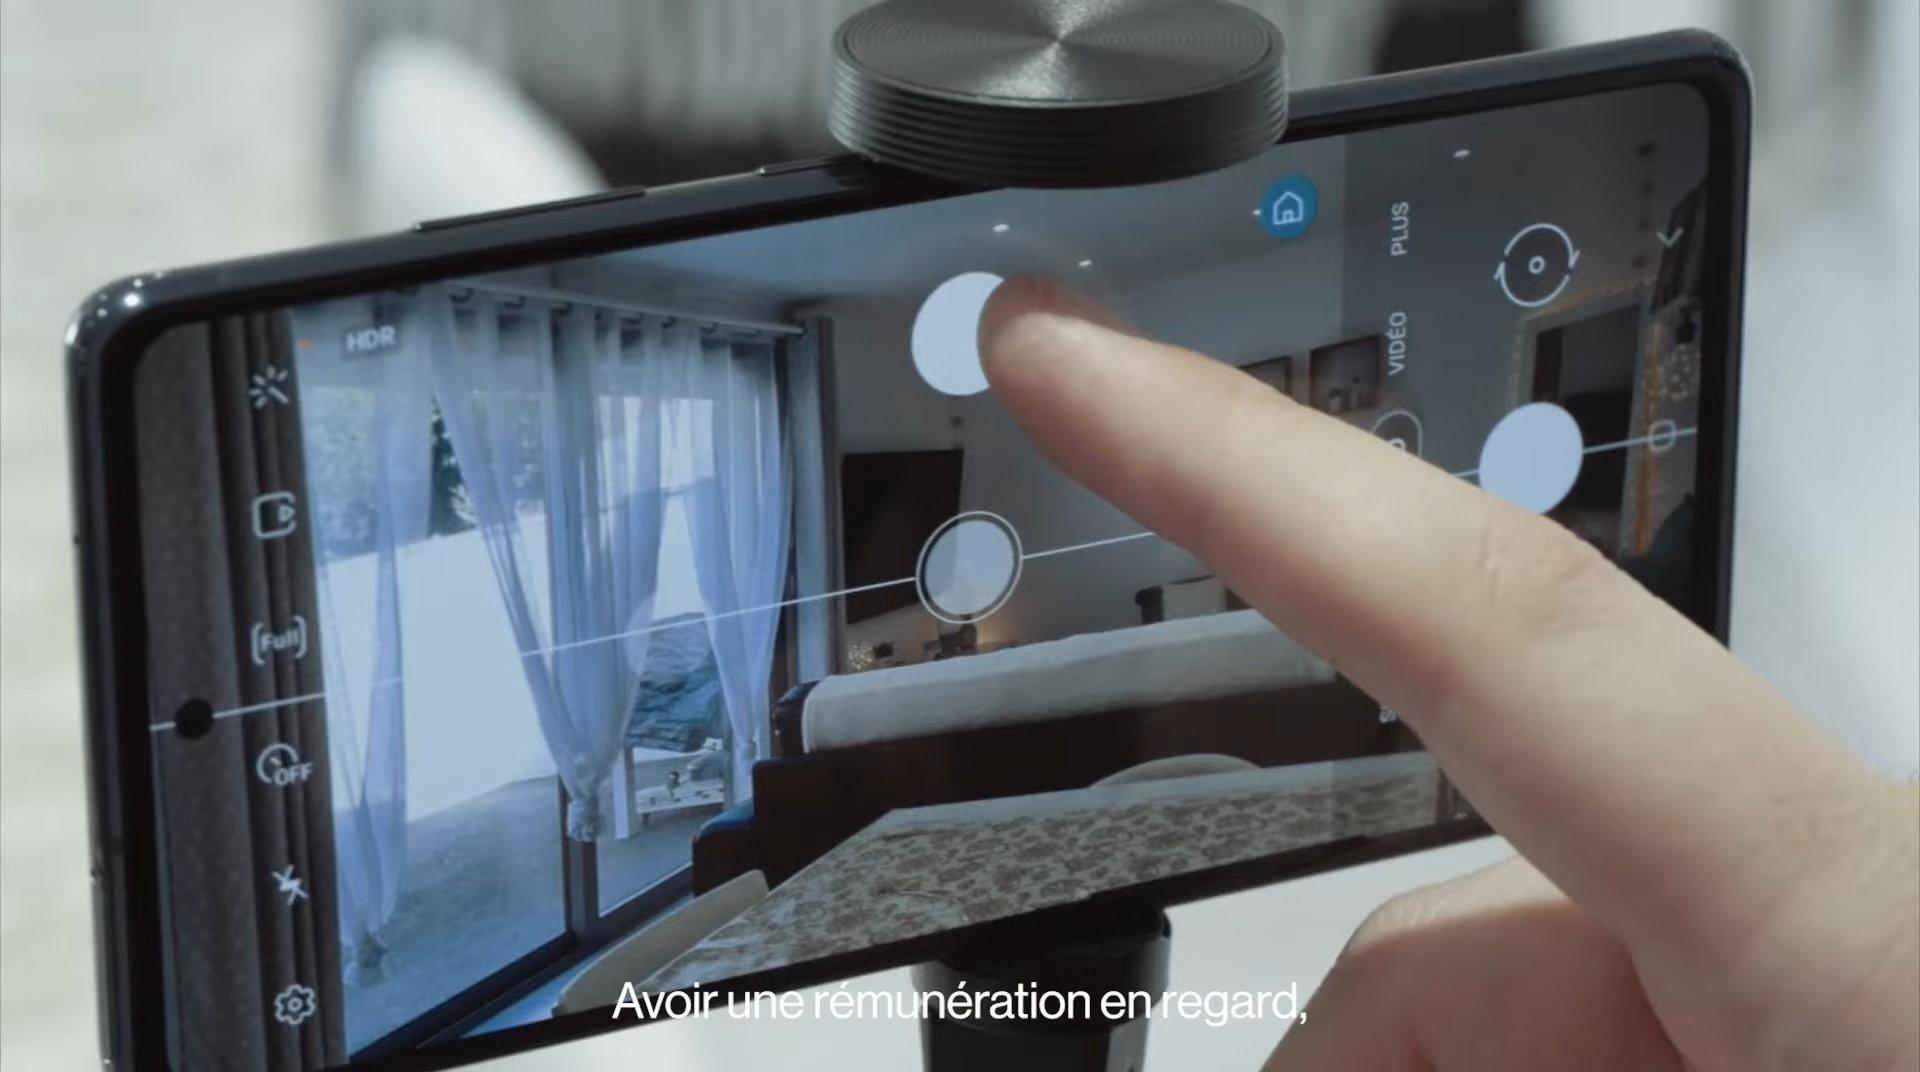 HDR
PLUS
VIDÉO
[Full]
OFF
Avoir une rémunération en regard,